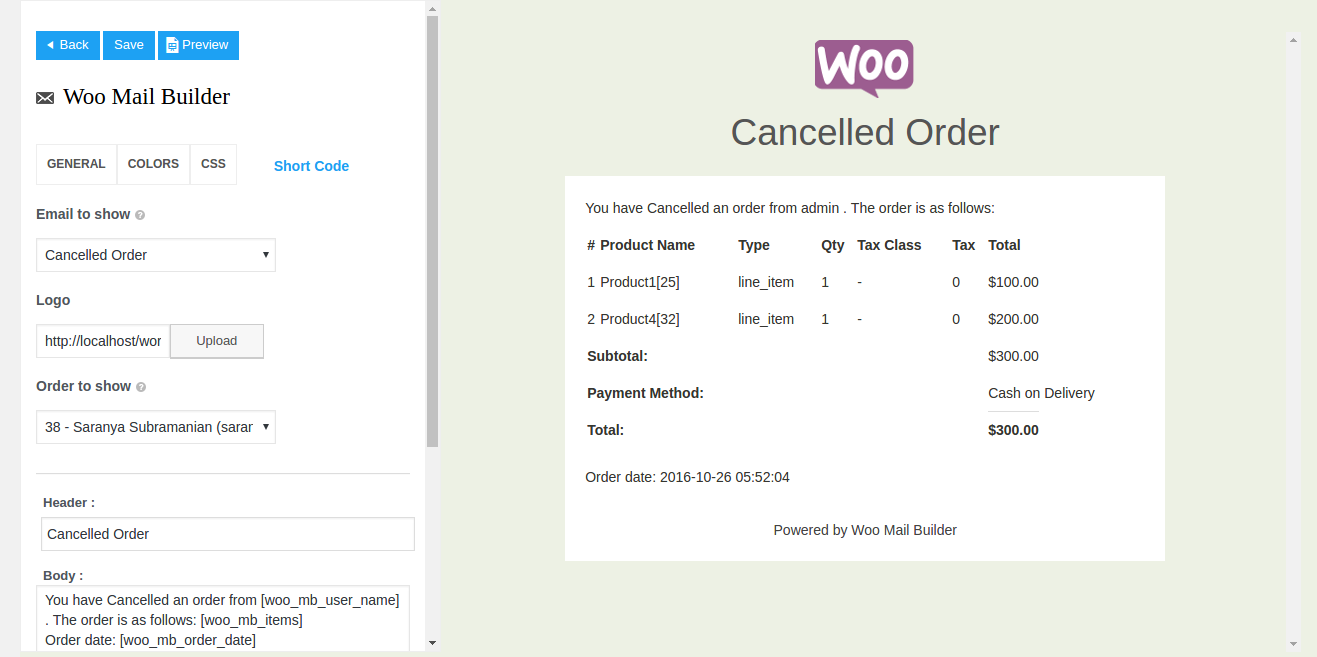 Back Save Preview
Woo Mail Builder
GENERAL COLORS CSS Short Code
Email to show ?
Cancelled Order
Logo
http://localhost/wor Upload
Order to show ?
38 - Saranya Subramanian (sarar
Header :
Cancelled Order
Body :
You have Cancelled an order from [woo_mb_user_name]
. The order is as follows: [woo_mb_items]
Order date: [woo_mb_order_date]
WOO
Cancelled Order
You have Cancelled an order from admin . The order is as follows:
# Product Name Type Qty Tax Class Tax Total
1 Product1[25] line_item 1 - 0 $100.00
2 Product4[32] line_item 1 - 0 $200.00
Subtotal: $300.00
Payment Method: Cash on Delivery
Total: $300.00
Order date: 2016-10-26 05:52:04
Powered by Woo Mail Builder